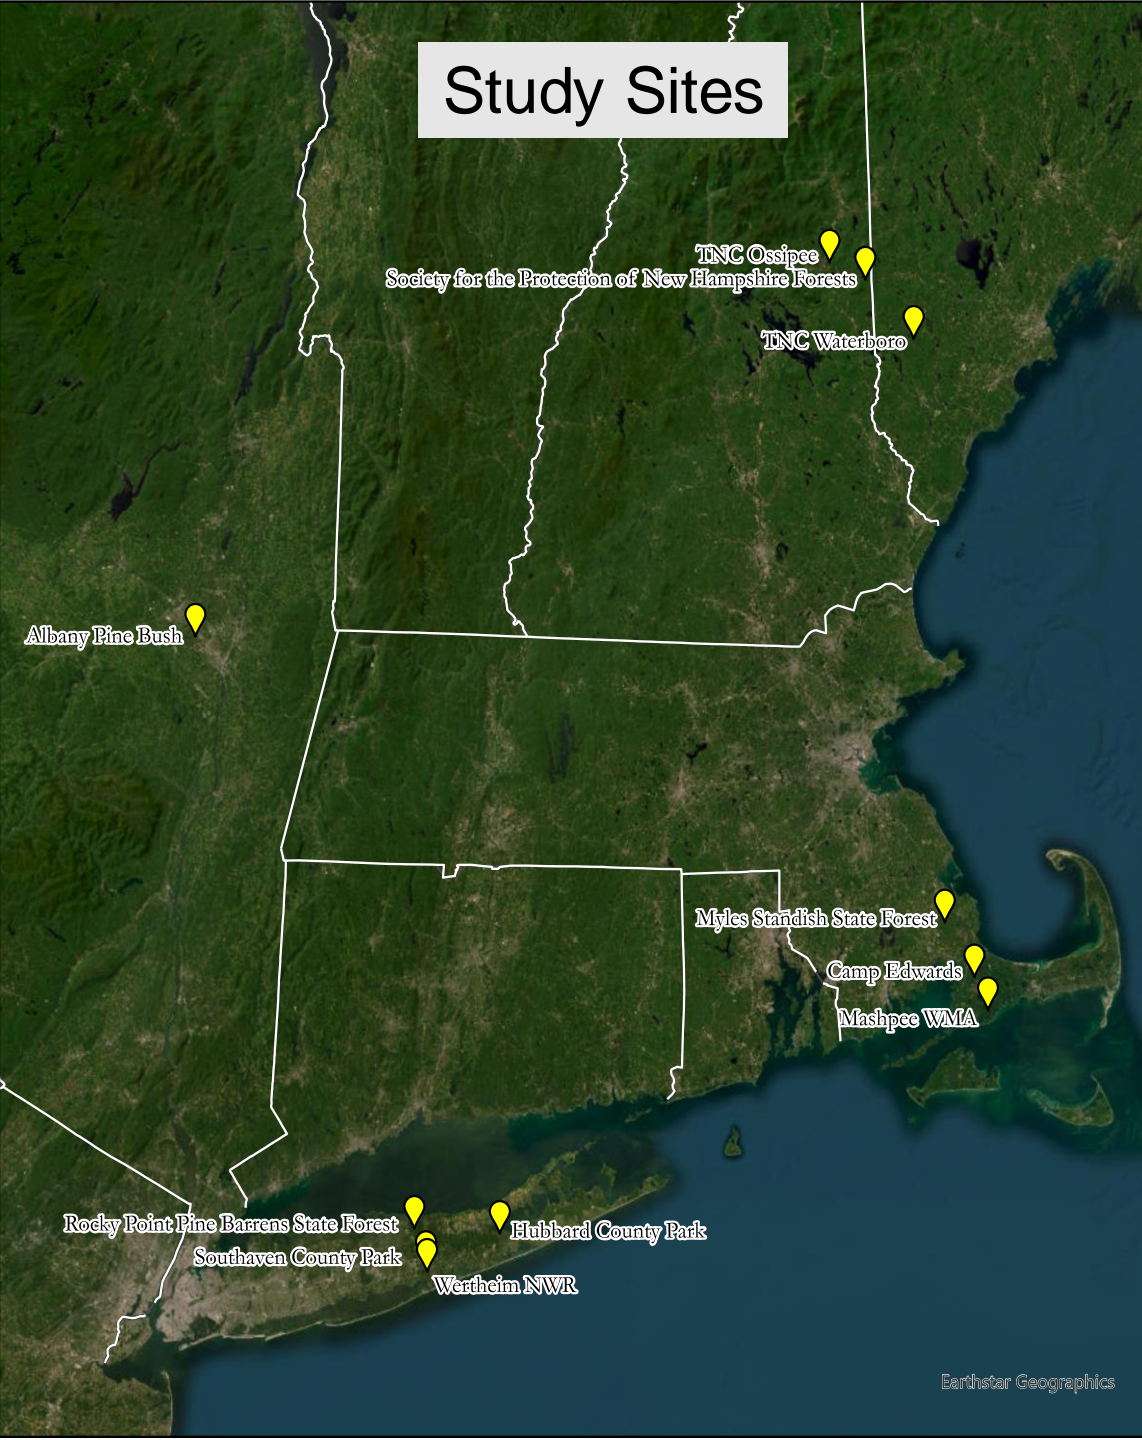 Study Sites
TNC Ossipee
Society for the Protection of New Hampshire Forests
TNC Waterboro
Albany Pine Bush
Myles Standish State Forest
Camp Edwards
Mashpee WMA
Rocky Point Pine Barrens State Forest
Hubbard County Park
Southaven County Park
Wertheim NWR
Earthstar Geographics